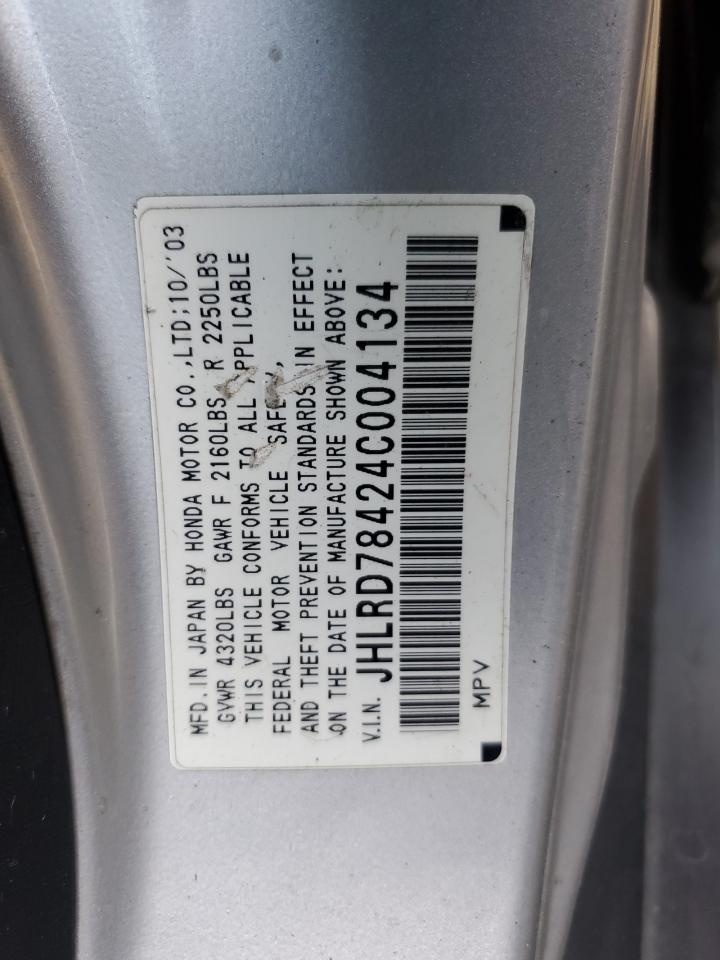 MFD. IN JAPAN BY HONDA MOTOR CO.,LTD;10/'03
GVWR 4320LBS GAWR F 2160LBS R 2250LBS
THIS VEHICLE CONFORMS TO ALL APPLICABLE
FEDERAL MOTOR VEHICLE
AND THEFT PREVENTION STANDARDS IN EFFECT
ON THE DATE OF MANUFACTURE SHOWN ABOVE:
V.I.N. JHLRD78424C004134
MPV